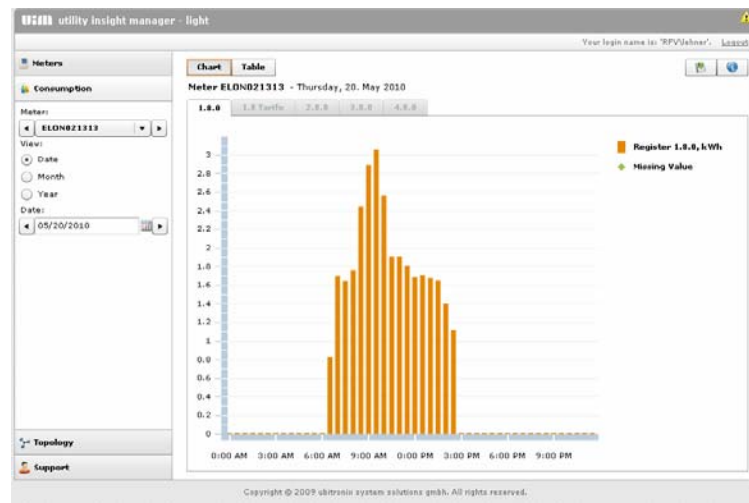 uim utility insight manager - light
Your login name is: 'RPVWehner'. Logout
Meters
Consumption
Meter:
ELON021313
View:
Date
Month
Year
Date:
05/20/2010
Topology
Support
Chart Table
Meter ELON021313 - Thursday, 20. May 2010
1.8.0 1.8 Tariffs 2.8.0 3.8.0 4.8.0
3
2.8
2.6
2.4
2.2
2
1.8
1.6
1.4
1.2
1
0.8
0.6
0.4
0.2
0
0:00 AM 3:00 AM 6:00 AM 9:00 AM 0:00 PM 3:00 PM 6:00 PM 9:00 PM
Register 1.8.0, kWh
Missing Value
Copyright © 2009 ubitronix system solutions gmbh. All rights reserved.